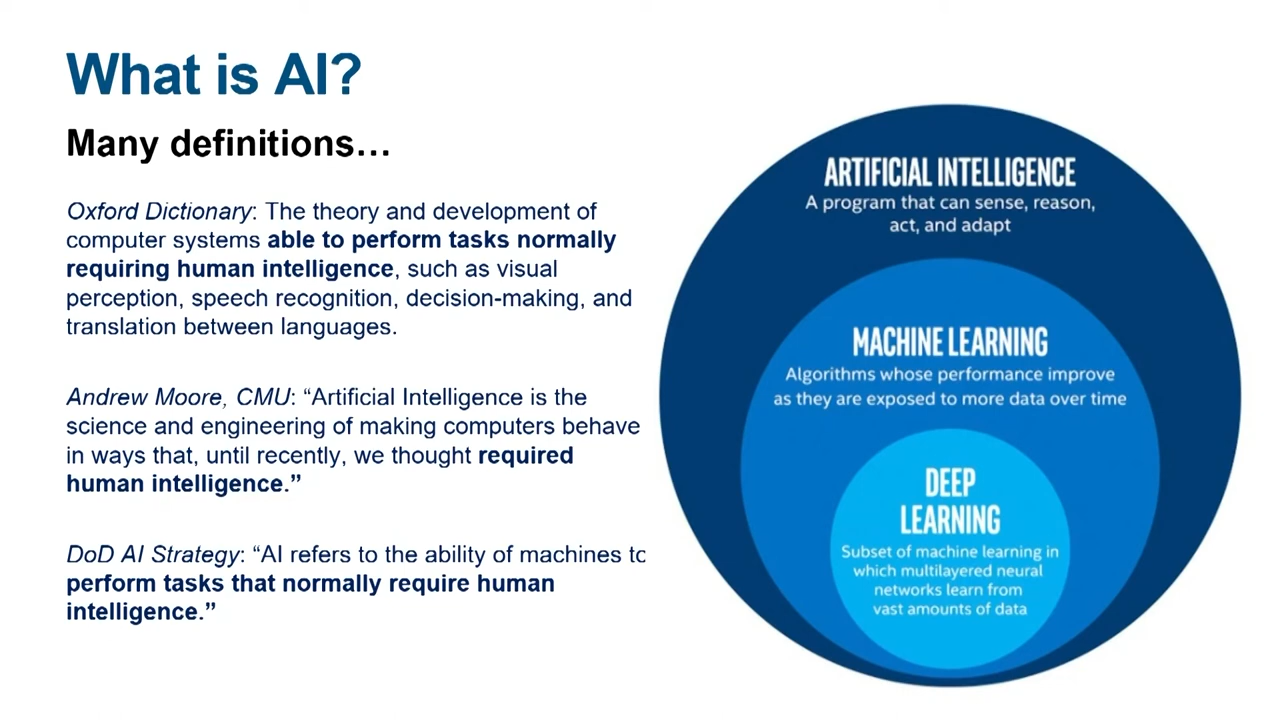 What is AI?
Many definitions…
Oxford Dictionary: The theory and development of
computer systems able to perform tasks normally
requiring human intelligence, such as visual
perception, speech recognition, decision-making, and
translation between languages.
Andrew Moore, CMU: “Artificial Intelligence is the
science and engineering of making computers behave
in ways that, until recently, we thought required
human intelligence.”
DoD AI Strategy: “AI refers to the ability of machines to
perform tasks that normally require human
intelligence.”
ARTIFICIAL INTELLIGENCE
A program that can sense, reason,
act, and adapt
MACHINE LEARNING
Algorithms whose performance improve
as they are exposed to more data over time
DEEP
LEARNING
Subset of machine learning in
which multilayered neural
networks learn from
vast amounts of data